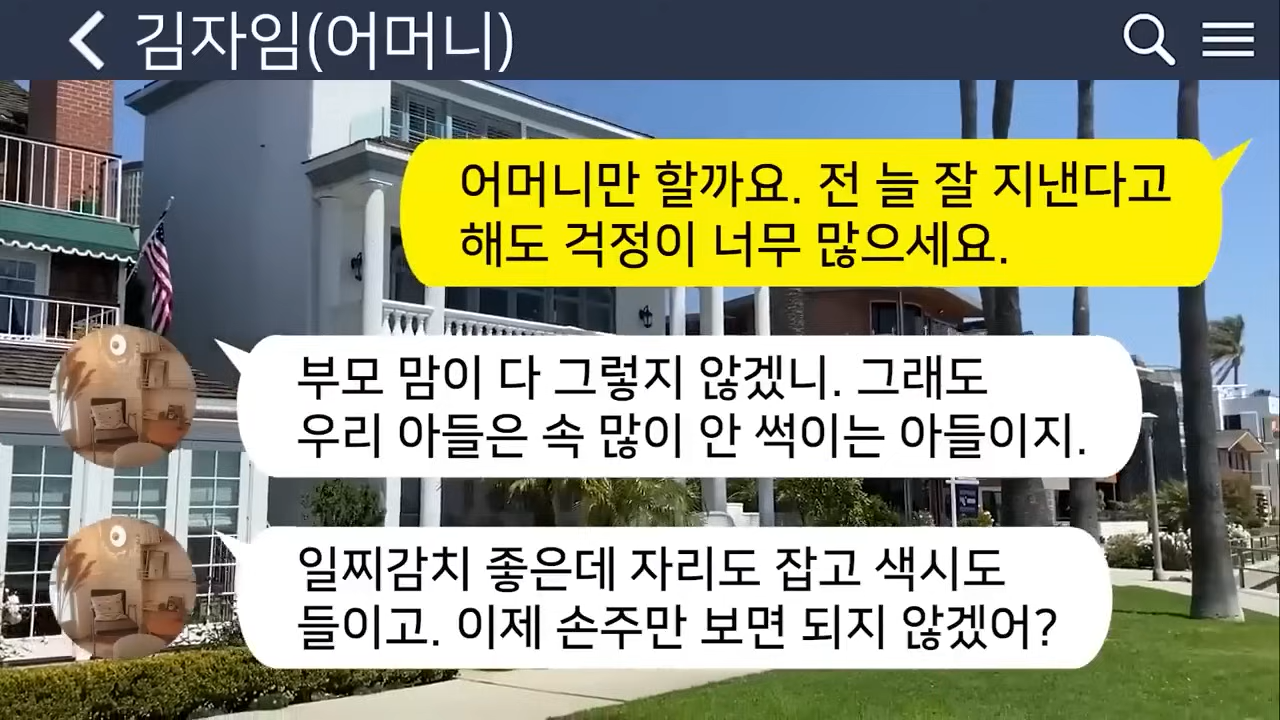 김자임(어머니)
어머니만 할까요. 전 늘 잘 지낸다고
해도 걱정이 너무 많으세요.
부모 맘이 다 그렇지 않겠니. 그래도
우리 아들은 속 많이 안 썩이는 아들이지.
일찌감치 좋은데 자리도 잡고 색시도
들이고. 이제 손주만 보면 되지 않겠어?